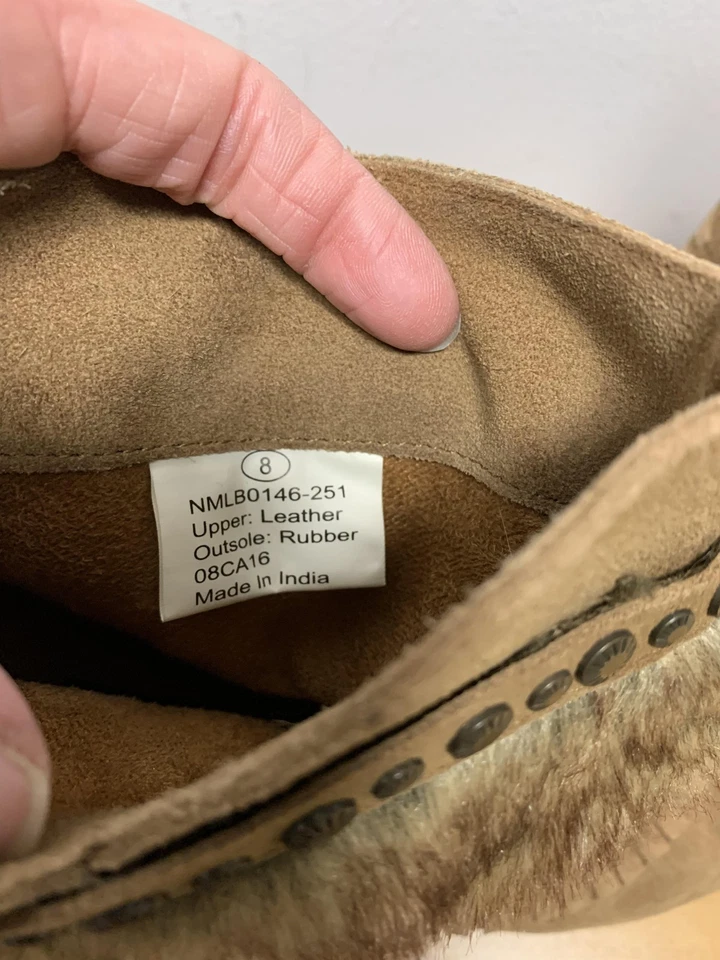 8
NMLB0146-251
Upper: Leather
Outsole: Rubber
08CA16
Made In India